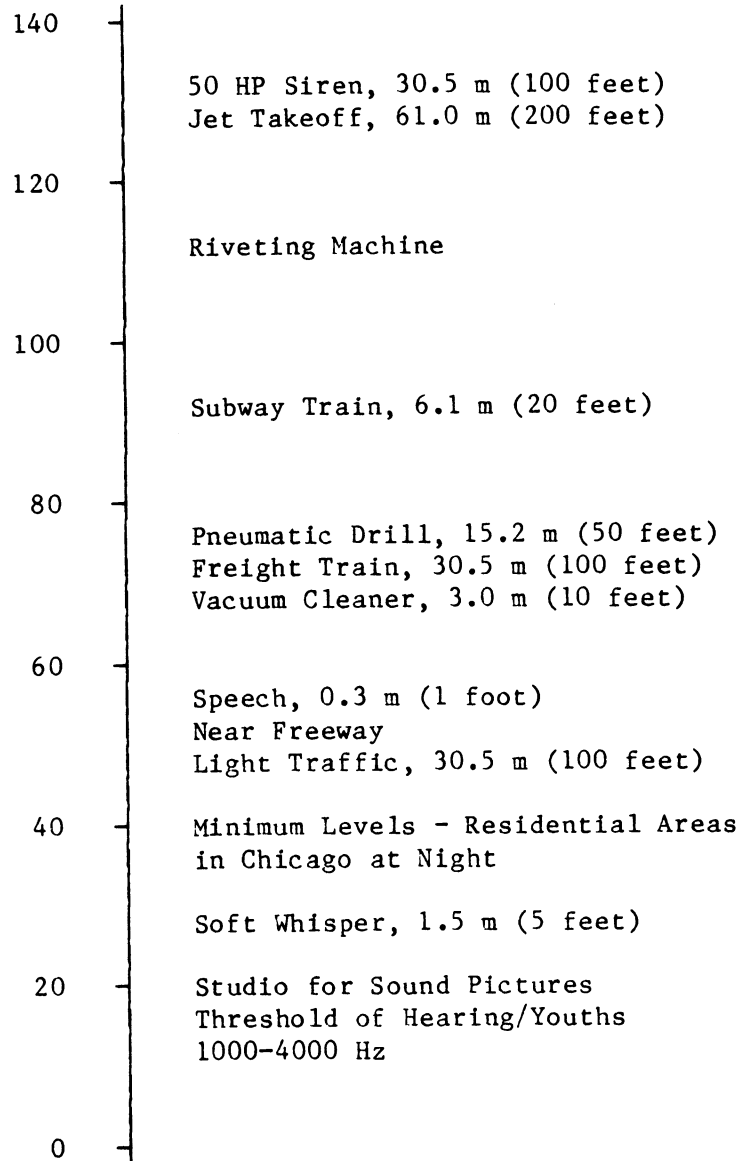 140
50 HP Siren, 30.5 m (100 feet)
Jet Takeoff, 61.0 m (200 feet)
120
Riveting Machine
100
Subway Train, 6.1 m (20 feet)
80
Pneumatic Drill, 15.2 m (50 feet)
Freight Train, 30.5 m (100 feet)
Vacuum Cleaner, 3.0 m (10 feet)
60
Speech, 0.3 m (1 foot)
Near Freeway
Light Traffic, 30.5 m (100 feet)
40 Minimum Levels - Residential Areas
in Chicago at Night
Soft Whisper, 1.5 m (5 feet)
20 Studio for Sound Pictures
Threshold of Hearing/Youths
1000-4000 Hz
0